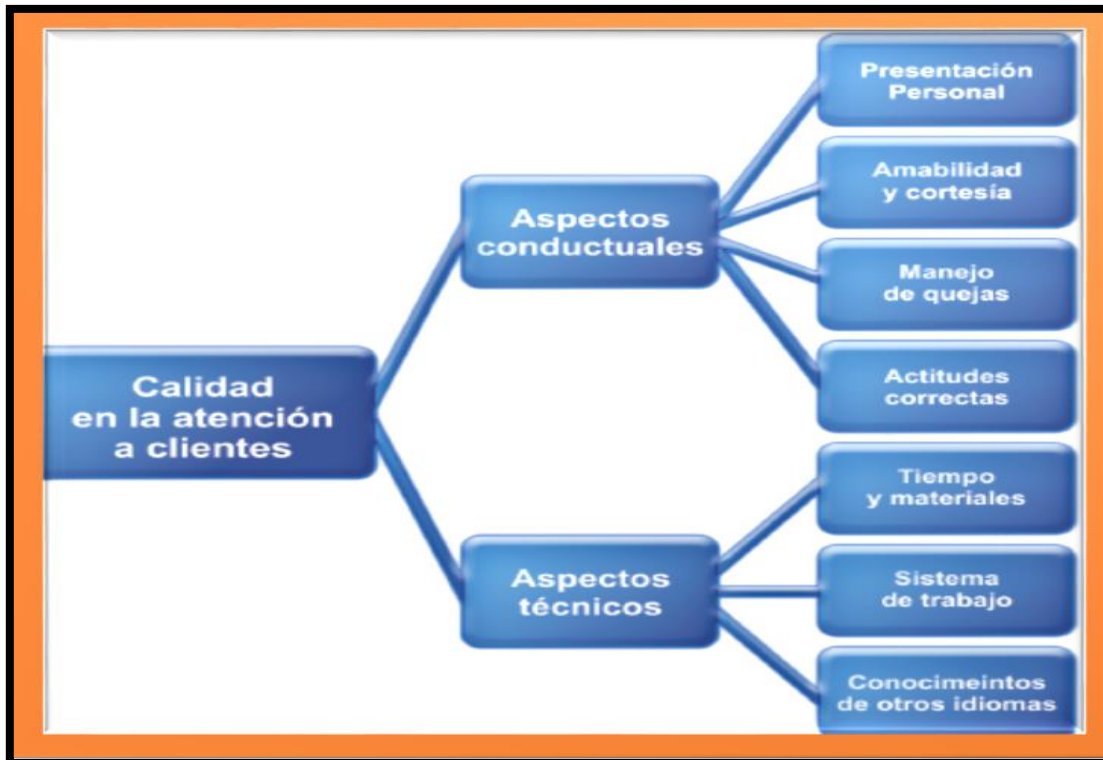 Calidad
en la atención
a clientes
Aspectos
conductuales
Presentación
Personal
Amabilidad
y cortesía
Manejo
de quejas
Actitudes
correctas
Aspectos
técnicos
Tiempo
y materiales
Sistema
de trabajo
Conocimeintos
de otros idiomas